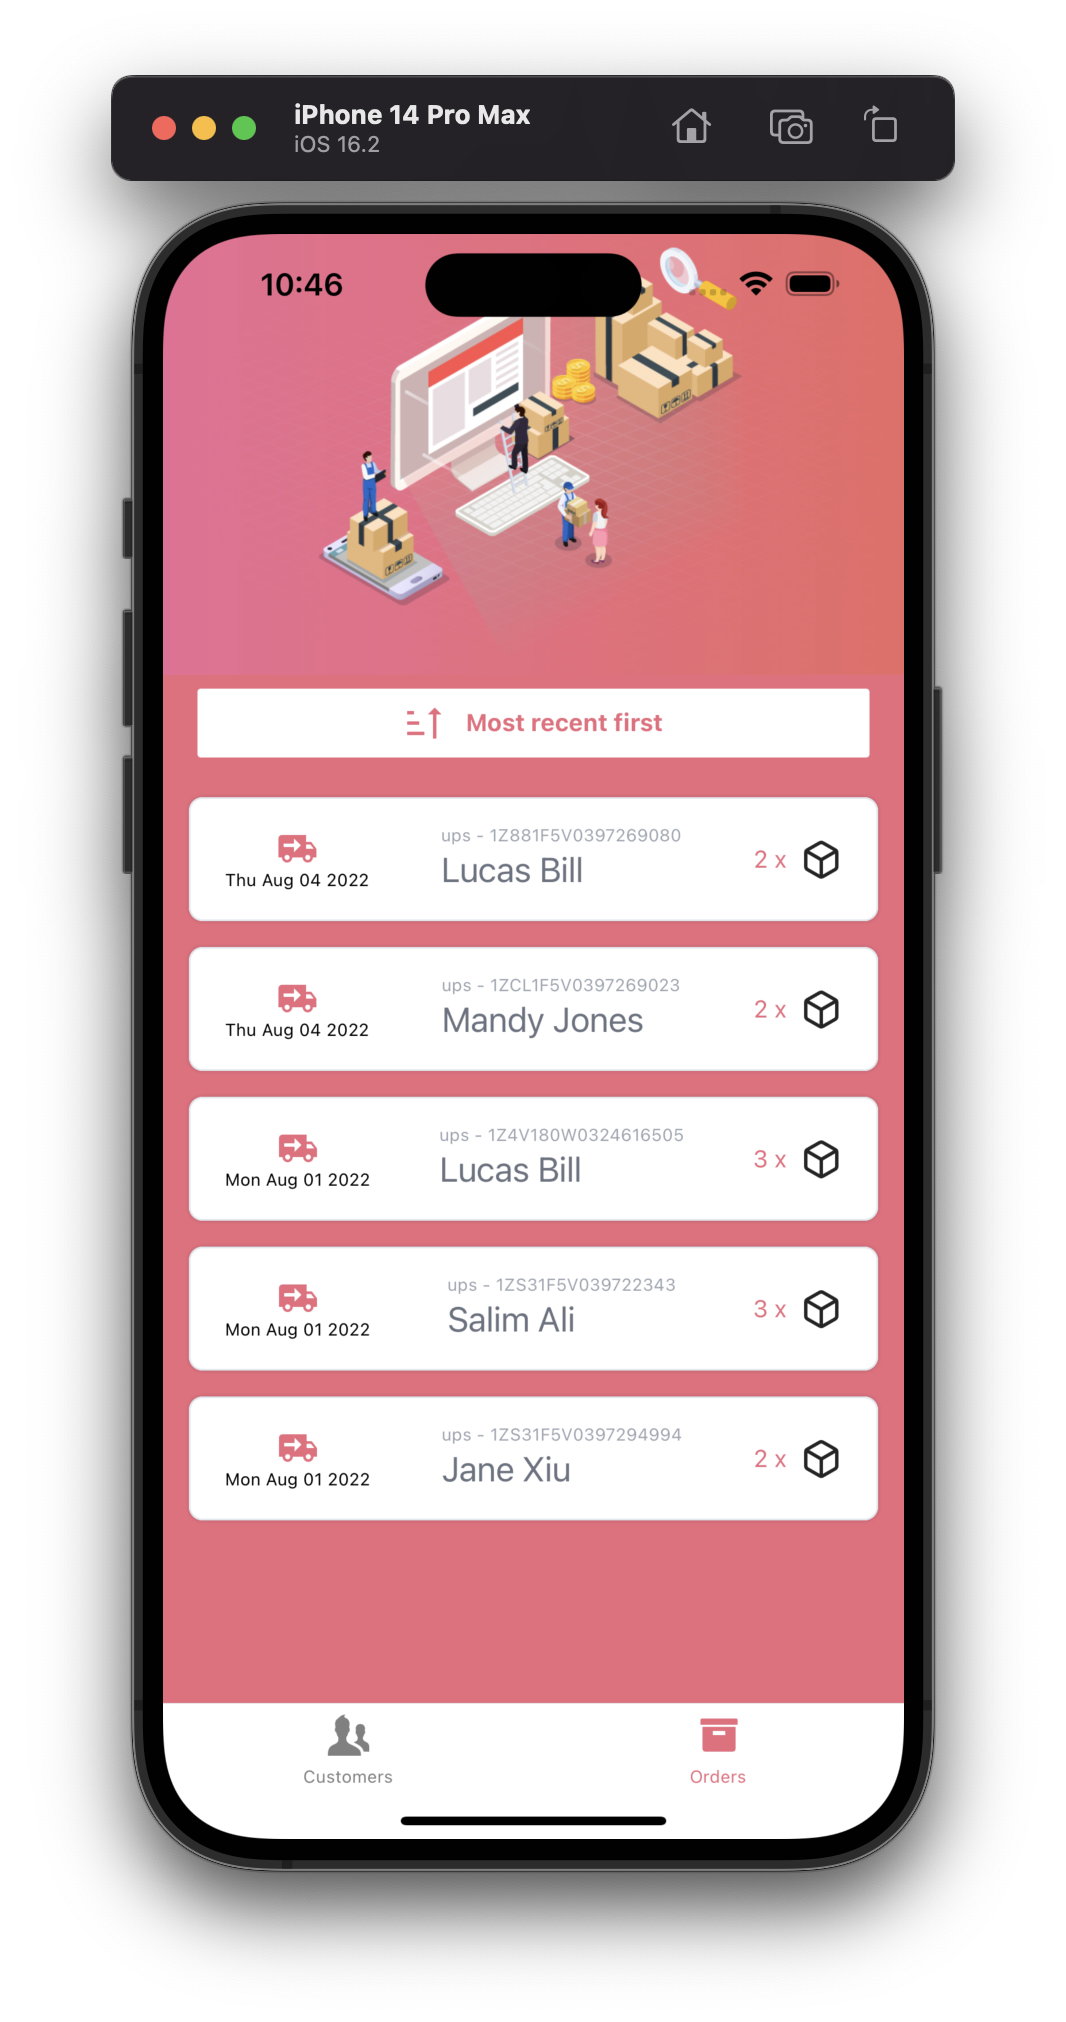 iPhone 14 Pro Max
iOS 16.2
10:46
Most recent first
ups - 1Z881F5V0397269080
Lucas Bill
Thu Aug 04 2022
2 x
ups - 1ZCL1F5V0397269023
Mandy Jones
Thu Aug 04 2022
2 x
ups - 1Z4V180W0324616505
Lucas Bill
Mon Aug 01 2022
3 x
ups - 1ZS31F5V039722343
Salim Ali
Mon Aug 01 2022
3 x
ups - 1ZS31F5V0397294994
Jane Xiu
Mon Aug 01 2022
2 x
Customers
Orders